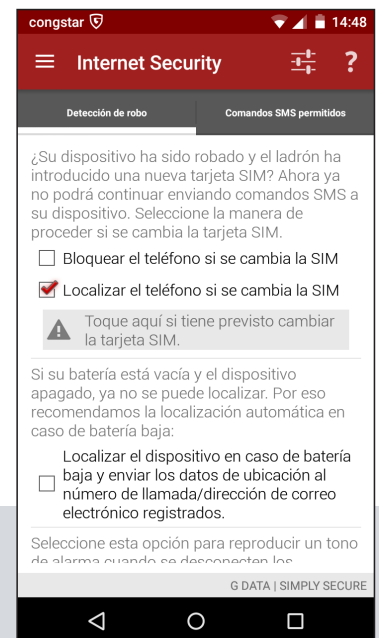 congstar 14:48
Internet Security ?
Detección de robo Comandos SMS permitidos
¿Su dispositivo ha sido robado y el ladrón ha
introducido una nueva tarjeta SIM? Ahora ya
no podrá continuar enviando comandos SMS a
su dispositivo. Seleccione la manera de
proceder si se cambia la tarjeta SIM.
Bloquear el teléfono si se cambia la SIM
Localizar el teléfono si se cambia la SIM
Toque aquí si tiene previsto cambiar
la tarjeta SIM.
Si su batería está vacía y el dispositivo
apagado, ya no se puede localizar. Por eso
recomendamos la localización automática en
caso de batería baja:
Localizar el dispositivo en caso de batería
baja y enviar los datos de ubicación al
número de llamada/dirección de correo
electrónico registrados.
Seleccione esta opción para reproducir un tono
de alarma cuando se desconecten los
G DATA | SIMPLY SECURE